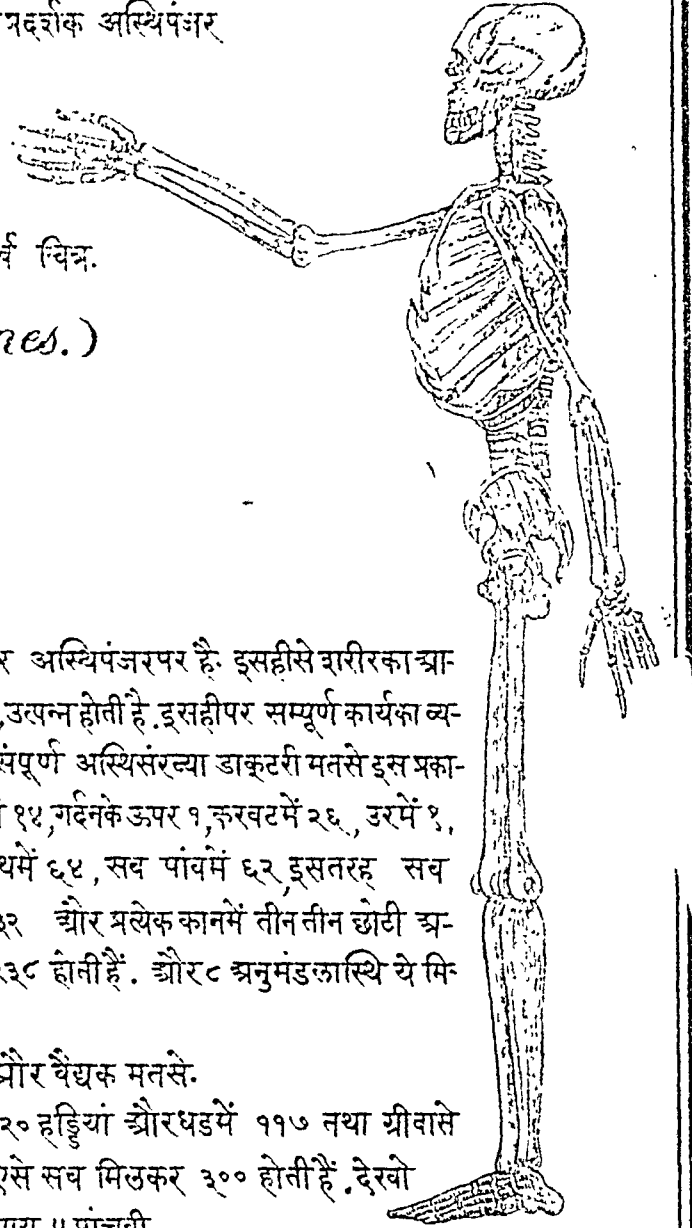 प्रदर्शक अस्थिपंजर
चित्र.
nes.)
अस्थिपंजरपर है. इसहीसे शरीरका आ-
,उत्पन्न होती है. इसहीपर सम्पूर्ण कार्यका व्य-
संपूर्ण अस्थिसंख्या डाक्टरी मतसे इस प्रका-
१४, गर्दनके ऊपर १, करवटमें २६, उरमें १,
थमें ६४, सब पांवमें ६२, इसतरह सब
३२ और प्रत्येक कानमें तीन तीन छोटी अ-
२३८ होती हैं. और ८ अनुमंडलास्थि ये मि-
और वैद्यक मतसे.
२० हड्डियां और धडमें ११७ तथा ग्रीवासे
ऐसे सब मिलकर ३०० होती हैं. देखो